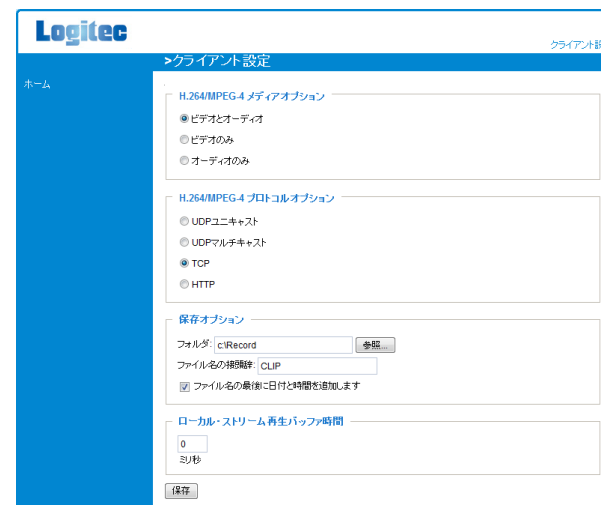 Logitec
クライアント設
>クライアント設定
ホーム
H.264/MPEG-4 メディアオプション
ビデオとオーディオ
ビデオのみ
オーディオのみ
H.264/MPEG-4 プロトコルオプション
UDPユニキャスト
UDPマルチキャスト
TCP
HTTP
保存オプション
フォルダ: c:\Record 参照...
ファイル名の接頭辞: CLIP
ファイル名の最後に日付と時間を追加します
ローカル・ストリーム再生バッファ時間
0
ミリ秒
保存